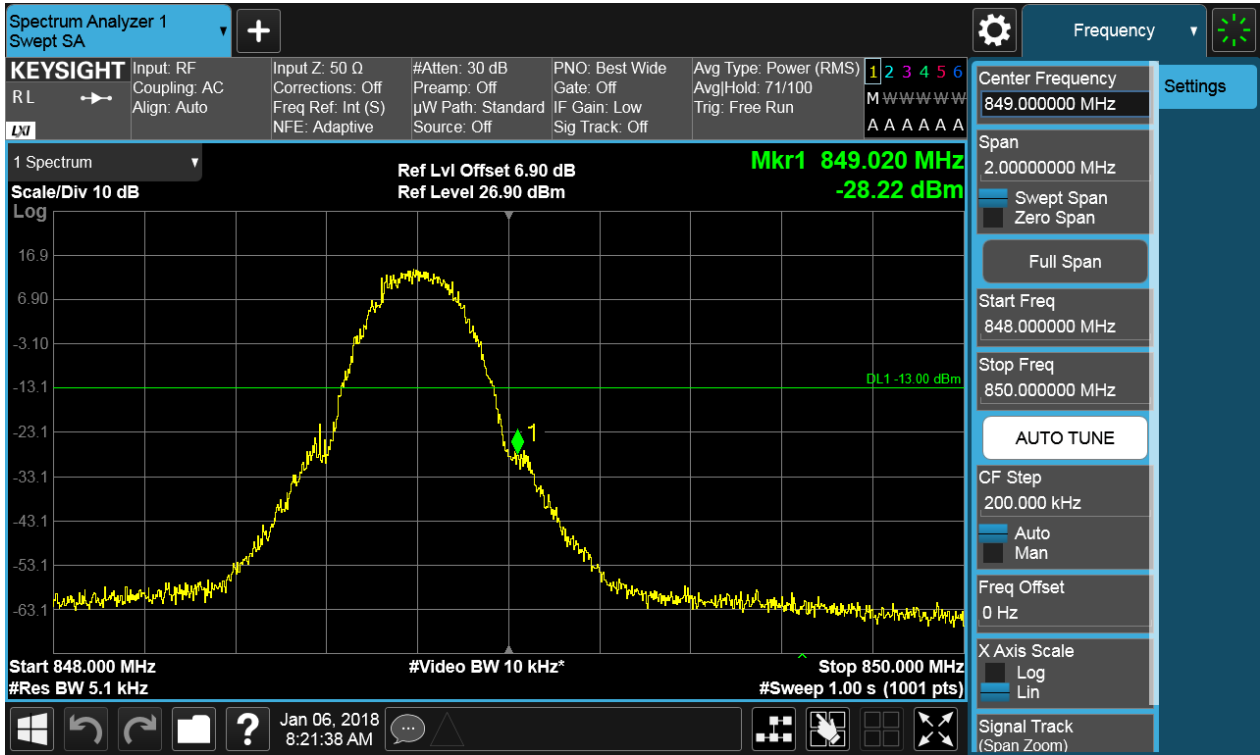 Spectrum Analyzer 1
Swept SA
Frequency
KEYSIGHT
R L
LXI
Input: RF
Coupling: AC
Align: Auto
Input Z: 50 Ω
Corrections: Off
Freq Ref: Int (S)
NFE: Adaptive
#Atten: 30 dB
Preamp: Off
µW Path: Standard
Source: Off
PNO: Best Wide
Gate: Off
IF Gain: Low
Sig Track: Off
Avg Type: Power (RMS)
Avg|Hold: 71/100
Trig: Free Run
1 2 3 4 5 6
M W W W W W
A A A A A A
1 Spectrum
Scale/Div 10 dB
Ref Lvl Offset 6.90 dB
Ref Level 26.90 dBm
Mkr1 849.020 MHz
-28.22 dBm
Log
16.9
6.90
-3.10
-13.1
-23.1
-33.1
-43.1
-53.1
-63.1
DL1 -13.00 dBm
1
Start 848.000 MHz
#Res BW 5.1 kHz
#Video BW 10 kHz*
Stop 850.000 MHz
#Sweep 1.00 s (1001 pts)
Jan 06, 2018
8:21:38 AM
Settings
Center Frequency
849.000000 MHz
Span
2.00000000 MHz
Swept Span
Zero Span
Full Span
Start Freq
848.000000 MHz
Stop Freq
850.000000 MHz
AUTO TUNE
CF Step
200.000 kHz
Auto
Man
Freq Offset
0 Hz
X Axis Scale
Log
Lin
Signal Track
(Span Zoom)